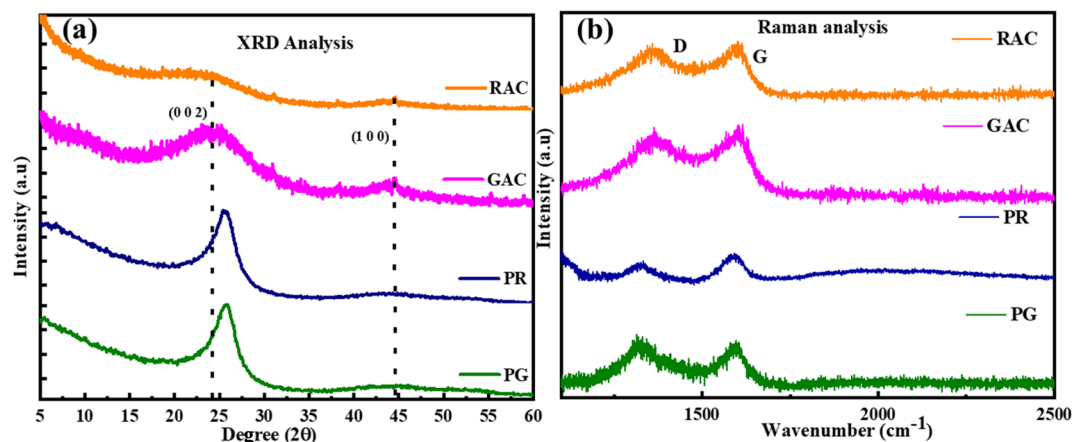 (a)
XRD Analysis
RAC
(0 0 2)
(1 0 0)
GAC
PR
PG
Intensity (a.u)
5 10 15 20 25 30 35 40 45 50 55 60
Degree (2θ)
(b)
Raman analysis
RAC
D
G
GAC
PR
PG
Intensity (a.u)
1500 2000 2500
Wavenumber (cm⁻¹)